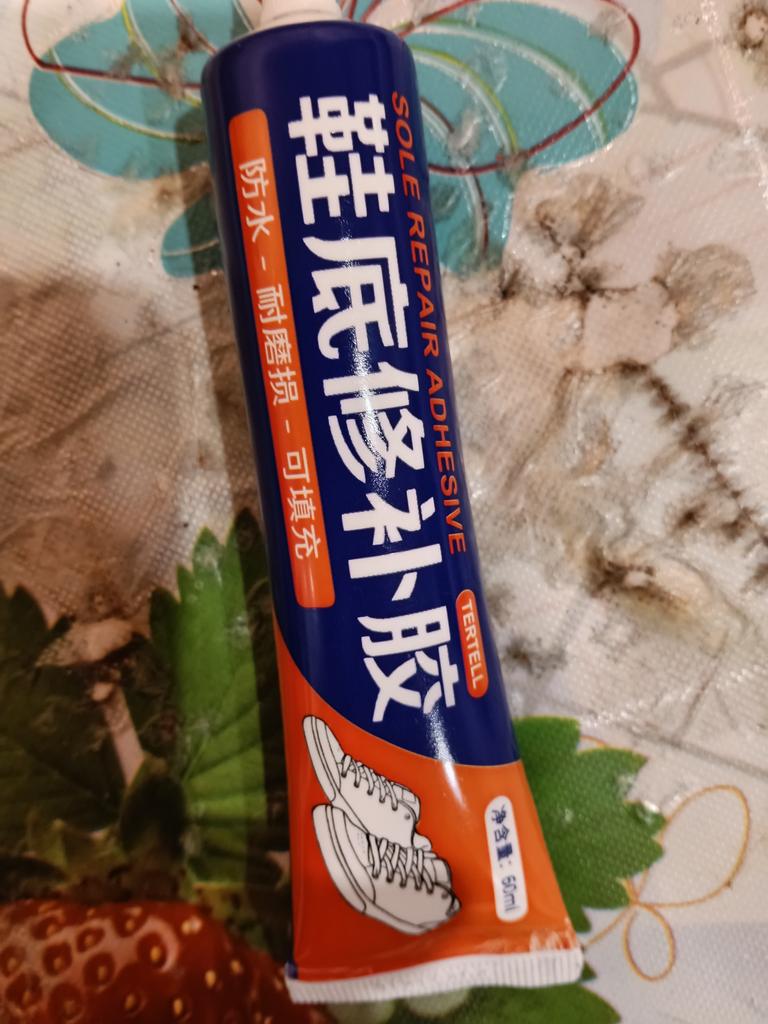 SOLE REPAIR ADHESIVE
鞋底修补胶
防水 - 耐磨损 - 可填充
TERTELL
净含量：60ml